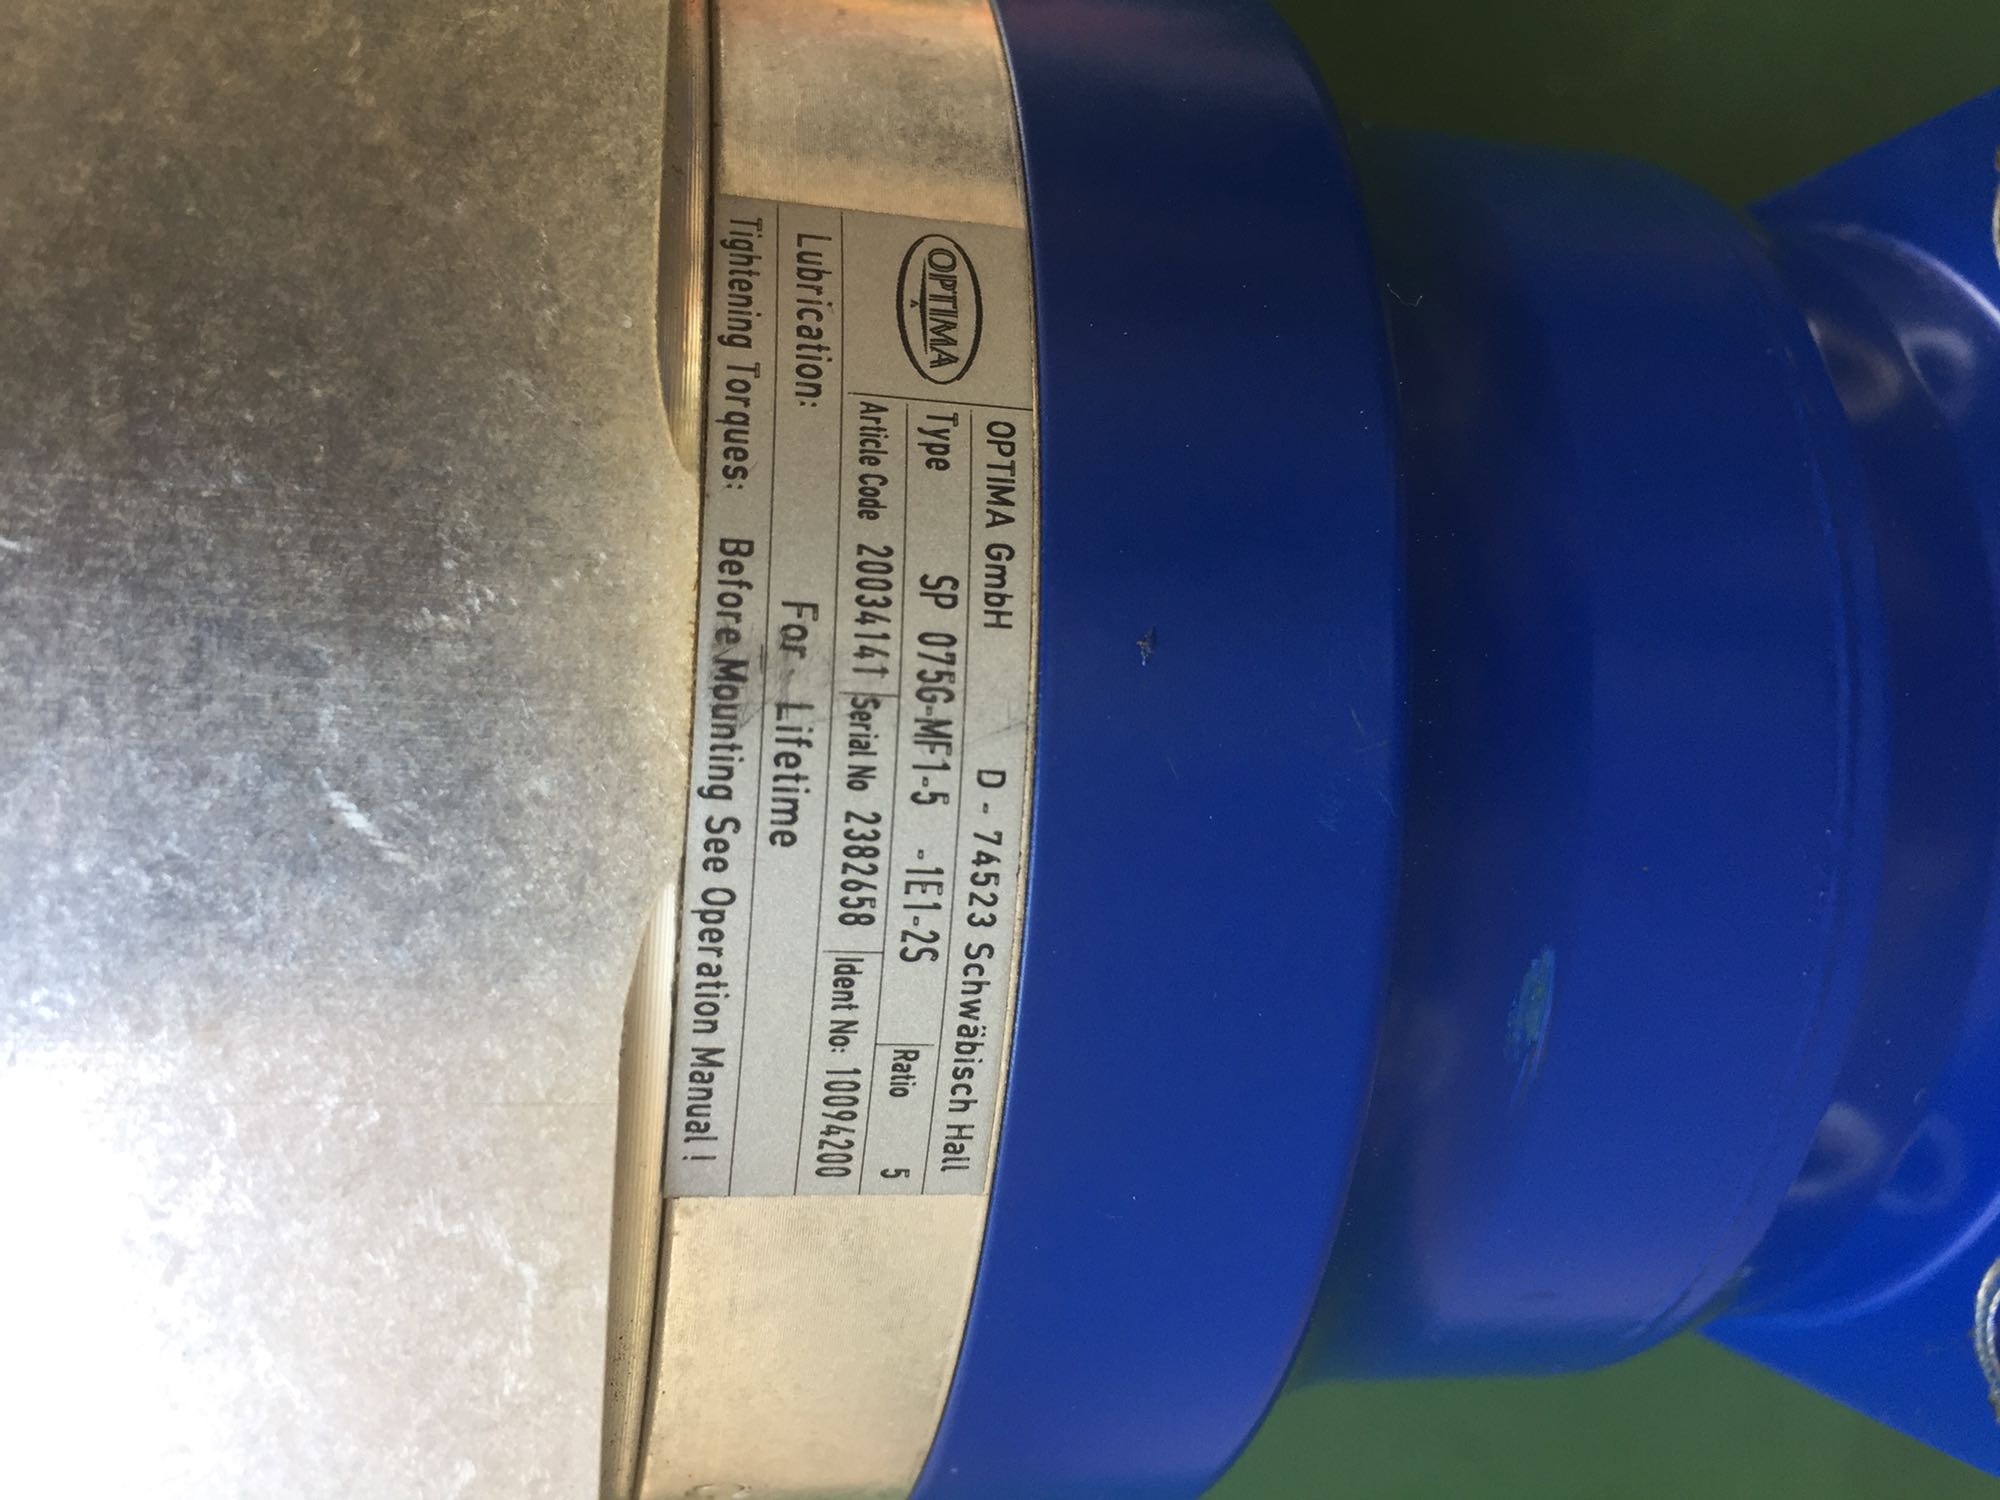 OPTIMA
OPTIMA GmbH D - 74523 Schwäbisch Hall
Type SP 075G-MF1-5 -1E1-2S Ratio 5
Article Code 20034141 Serial No 2382658 Ident No: 10094200
Lubrication: For - Lifetime
Tightening Torques: Before Mounting See Operation Manual !